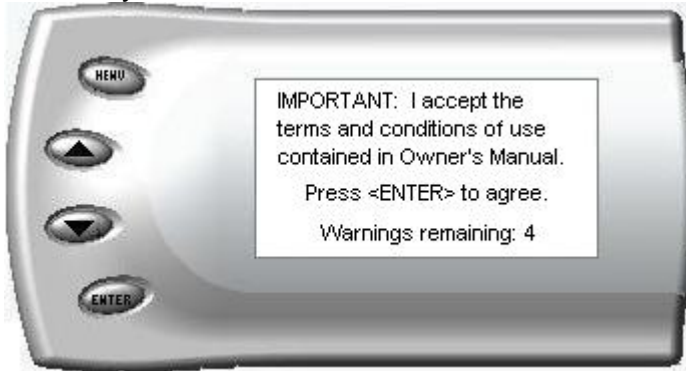 MENU
IMPORTANT: I accept the
terms and conditions of use
contained in Owner's Manual.
Press <ENTER> to agree.
Warnings remaining: 4
ENTER